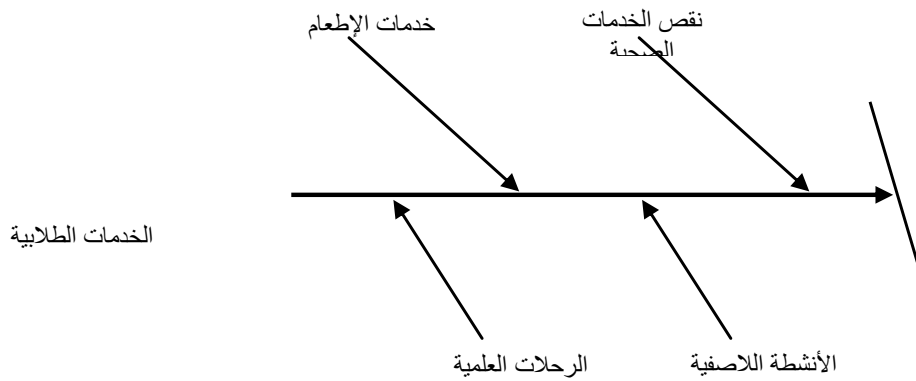 نقص الخدمات
الصحية
خدمات الإطعام
الخدمات الطلابية
الأنشطة اللاصفية
الرحلات العلمية